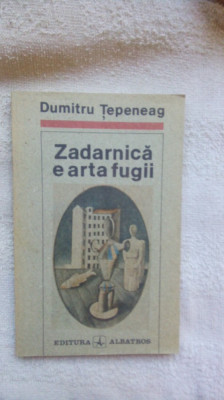 Dumitru Țepeneag
Zadarnică
e arta fugii
EDITURA ALBATROS